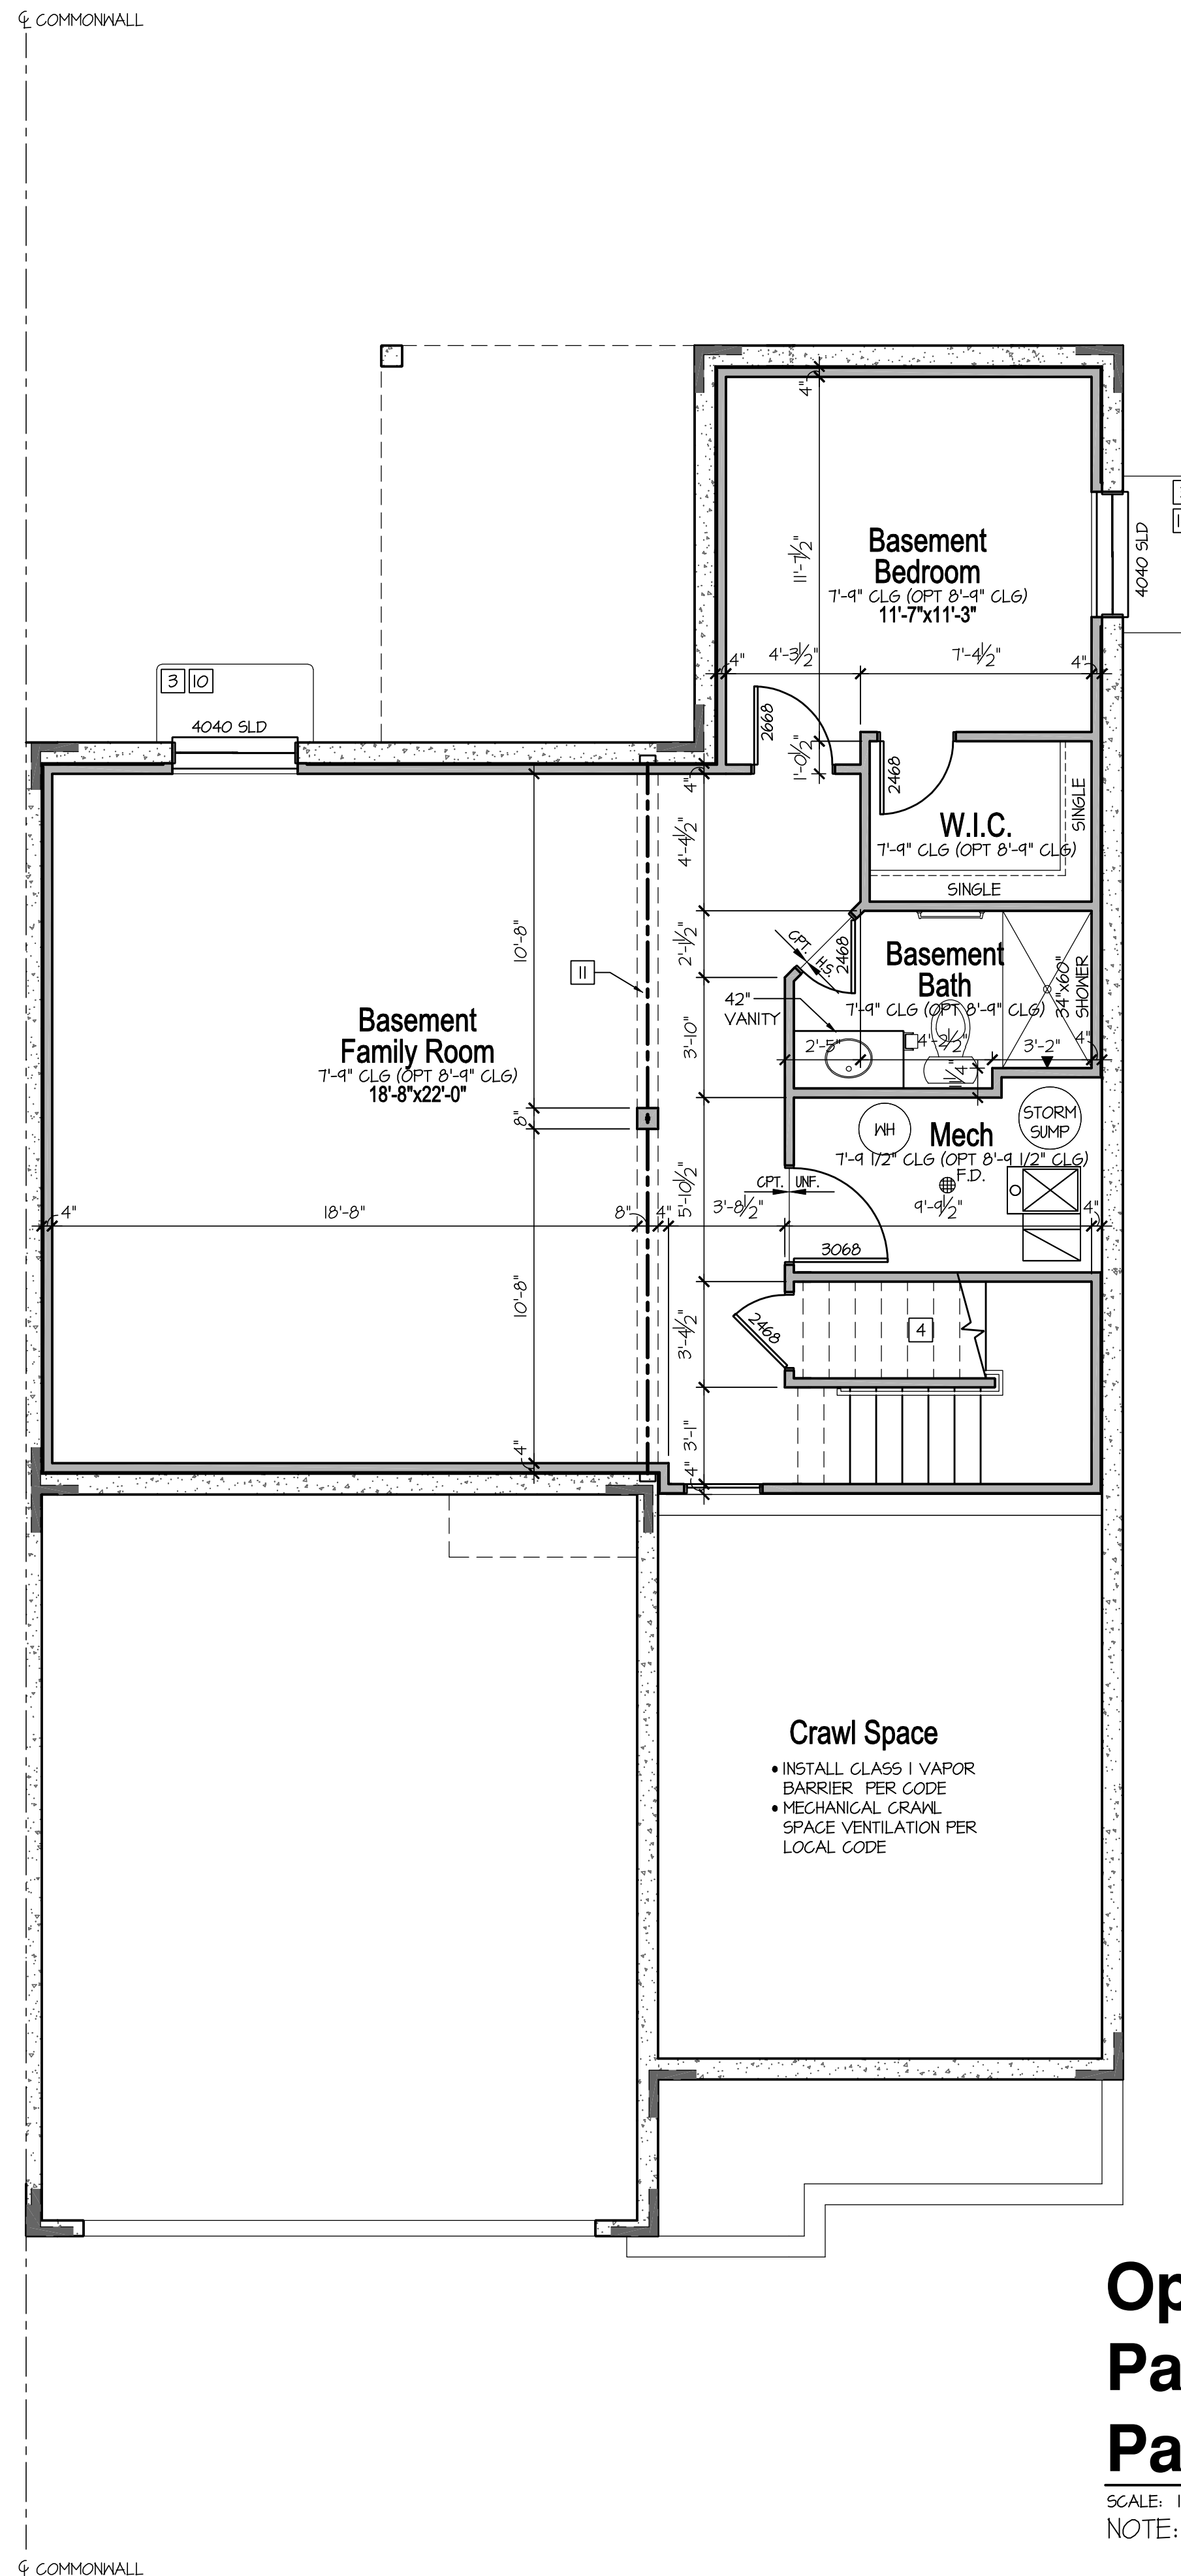 ℄ COMMONWALL
4"
4040 SLD
11'-7½"
Basement
Bedroom
7'-9" CLG (OPT 8'-9" CLG)
11'-7"x11'-3"
4"
4'-3½"
7'-4½"
4"
3 10
4040 SLD
2668
1'-0½"
2468
4"
4'-4½"
W.I.C.
7'-9" CLG (OPT 8'-9" CLG)
SINGLE
SINGLE
10'-8"
11
2'-1½"
CPT.
H.S.
2468
Basement
Bath
7'-9" CLG (OPT 8'-9" CLG)
34"x60"
SHOWER
42"
VANITY
Basement
Family Room
7'-9" CLG (OPT 8'-9" CLG)
18'-8"x22'-0"
3'-10"
2'-5"
4'-2½"
3'-2"
4"
11¼"
8"
WH
Mech
7'-9 1/2" CLG (OPT 8'-9 1/2" CLG)
STORM
SUMP
F.D.
CPT.
UNF.
5'-10½"
4"
18'-8"
8"
4"
3'-8½"
9'-9½"
4"
3068
10'-8"
2468
4
3'-4½"
3'-1"
4"
4"
Crawl Space
• INSTALL CLASS I VAPOR
BARRIER PER CODE
• MECHANICAL CRAWL
SPACE VENTILATION PER
LOCAL CODE
Op
Pa
Pa
SCALE: 1
NOTE:
℄ COMMONWALL